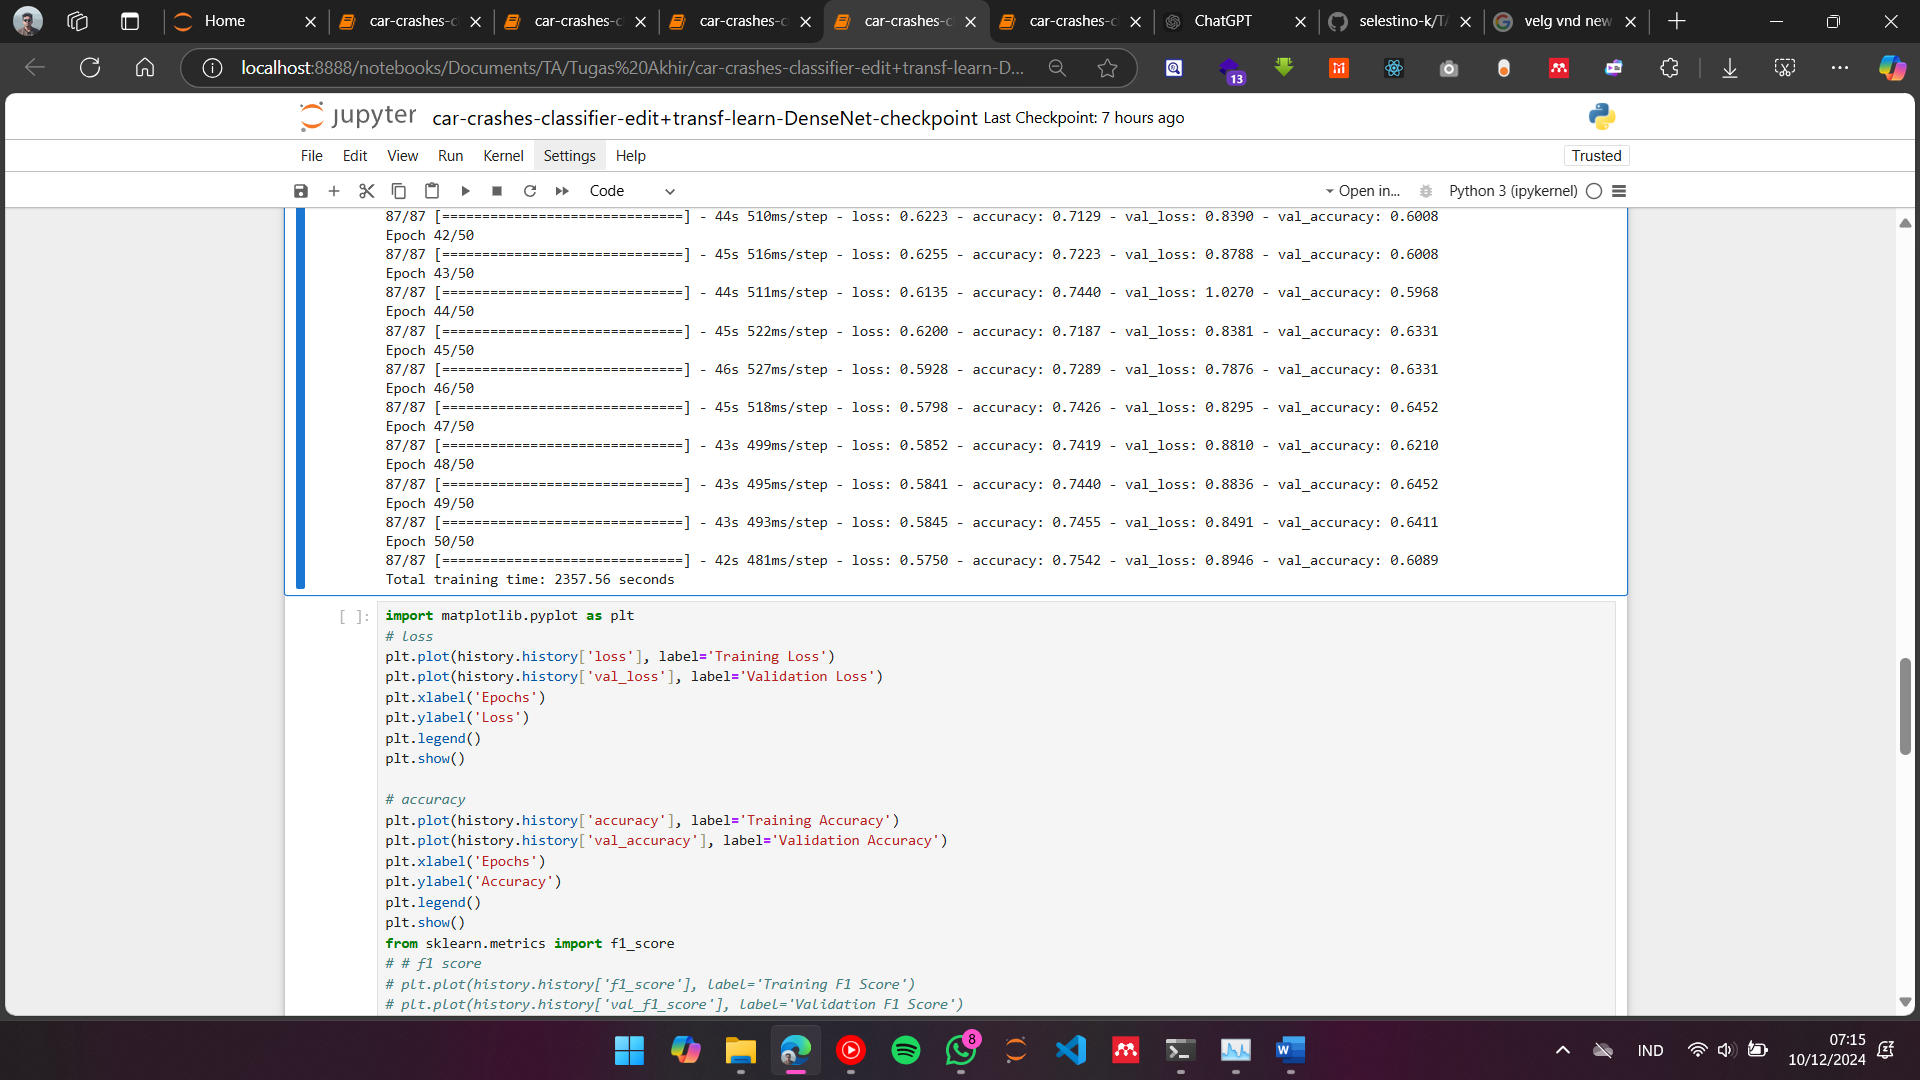 Home
car-crashes-c
car-crashes-c
car-crashes-c
car-crashes-c
car-crashes-c
ChatGPT
selestino-k/T
velg vnd new
localhost:8888/notebooks/Documents/TA/Tugas%20Akhir/car-crashes-classifier-edit+transf-learn-D...
13
jupyter car-crashes-classifier-edit+transf-learn-DenseNet-checkpoint Last Checkpoint: 7 hours ago
File Edit View Run Kernel Settings Help Trusted
Code Open in... Python 3 (ipykernel)
87/87 [==============================] - 44s 510ms/step - loss: 0.6223 - accuracy: 0.7129 - val_loss: 0.8390 - val_accuracy: 0.6008
Epoch 42/50
87/87 [==============================] - 45s 516ms/step - loss: 0.6255 - accuracy: 0.7223 - val_loss: 0.8788 - val_accuracy: 0.6008
Epoch 43/50
87/87 [==============================] - 44s 511ms/step - loss: 0.6135 - accuracy: 0.7440 - val_loss: 1.0270 - val_accuracy: 0.5968
Epoch 44/50
87/87 [==============================] - 45s 522ms/step - loss: 0.6200 - accuracy: 0.7187 - val_loss: 0.8381 - val_accuracy: 0.6331
Epoch 45/50
87/87 [==============================] - 46s 527ms/step - loss: 0.5928 - accuracy: 0.7289 - val_loss: 0.7876 - val_accuracy: 0.6331
Epoch 46/50
87/87 [==============================] - 45s 518ms/step - loss: 0.5798 - accuracy: 0.7426 - val_loss: 0.8295 - val_accuracy: 0.6452
Epoch 47/50
87/87 [==============================] - 43s 499ms/step - loss: 0.5852 - accuracy: 0.7419 - val_loss: 0.8810 - val_accuracy: 0.6210
Epoch 48/50
87/87 [==============================] - 43s 495ms/step - loss: 0.5841 - accuracy: 0.7440 - val_loss: 0.8836 - val_accuracy: 0.6452
Epoch 49/50
87/87 [==============================] - 43s 493ms/step - loss: 0.5845 - accuracy: 0.7455 - val_loss: 0.8491 - val_accuracy: 0.6411
Epoch 50/50
87/87 [==============================] - 42s 481ms/step - loss: 0.5750 - accuracy: 0.7542 - val_loss: 0.8946 - val_accuracy: 0.6089
Total training time: 2357.56 seconds
[ ]: import matplotlib.pyplot as plt
# loss
plt.plot(history.history['loss'], label='Training Loss')
plt.plot(history.history['val_loss'], label='Validation Loss')
plt.xlabel('Epochs')
plt.ylabel('Loss')
plt.legend()
plt.show()
# accuracy
plt.plot(history.history['accuracy'], label='Training Accuracy')
plt.plot(history.history['val_accuracy'], label='Validation Accuracy')
plt.xlabel('Epochs')
plt.ylabel('Accuracy')
plt.legend()
plt.show()
from sklearn.metrics import f1_score
# # f1 score
# plt.plot(history.history['f1_score'], label='Training F1 Score')
# plt.plot(history.history['val_f1_score'], label='Validation F1 Score')
8
IND
07:15
10/12/2024